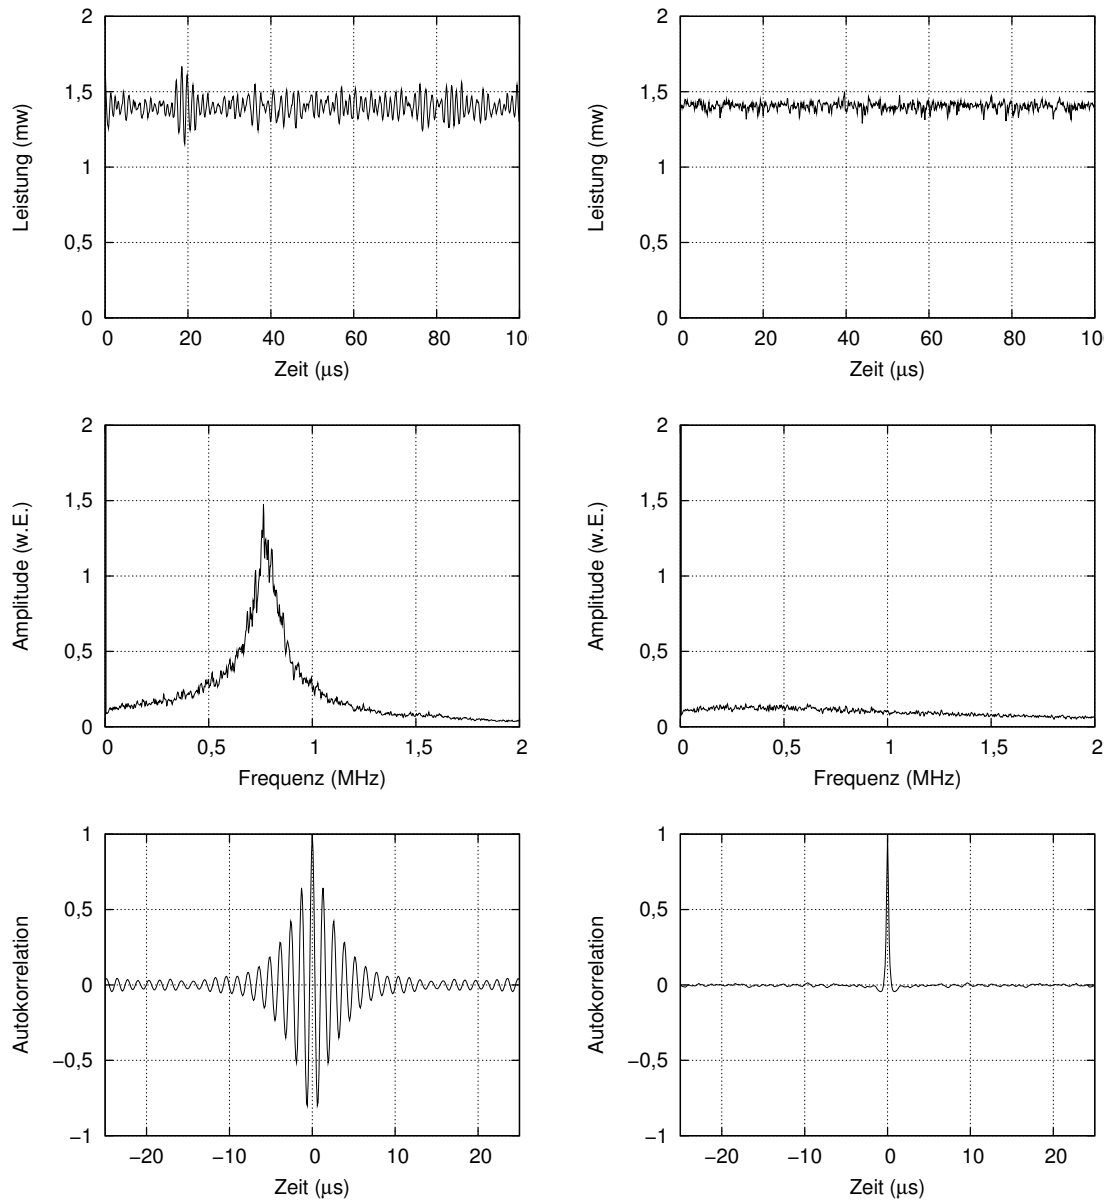 2 2
1,5 1,5
1 1
0,5 0,5
0 0
Leistung (mw) Leistung (mw)
0 20 40 60 80 10 0 20 40 60 80 10
Zeit (μs) Zeit (μs)
2 2
1,5 1,5
1 1
0,5 0,5
0 0
Amplitude (w.E.) Amplitude (w.E.)
0 0,5 1 1,5 2 0 0,5 1 1,5 2
Frequenz (MHz) Frequenz (MHz)
1 1
0,5 0,5
0 0
−0,5 −0,5
−1 −1
Autokorrelation Autokorrelation
−20 −10 0 10 20 −20 −10 0 10 20
Zeit (μs) Zeit (μs)